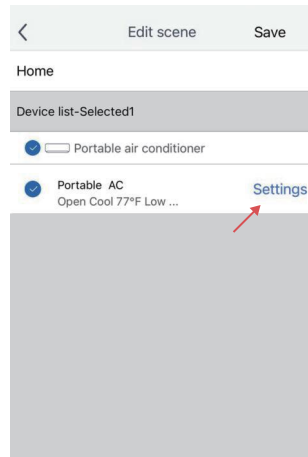 Edit scene Save
Home
Device list-Selected1
Portable air conditioner
Portable AC Settings
Open Cool 77°F Low ...